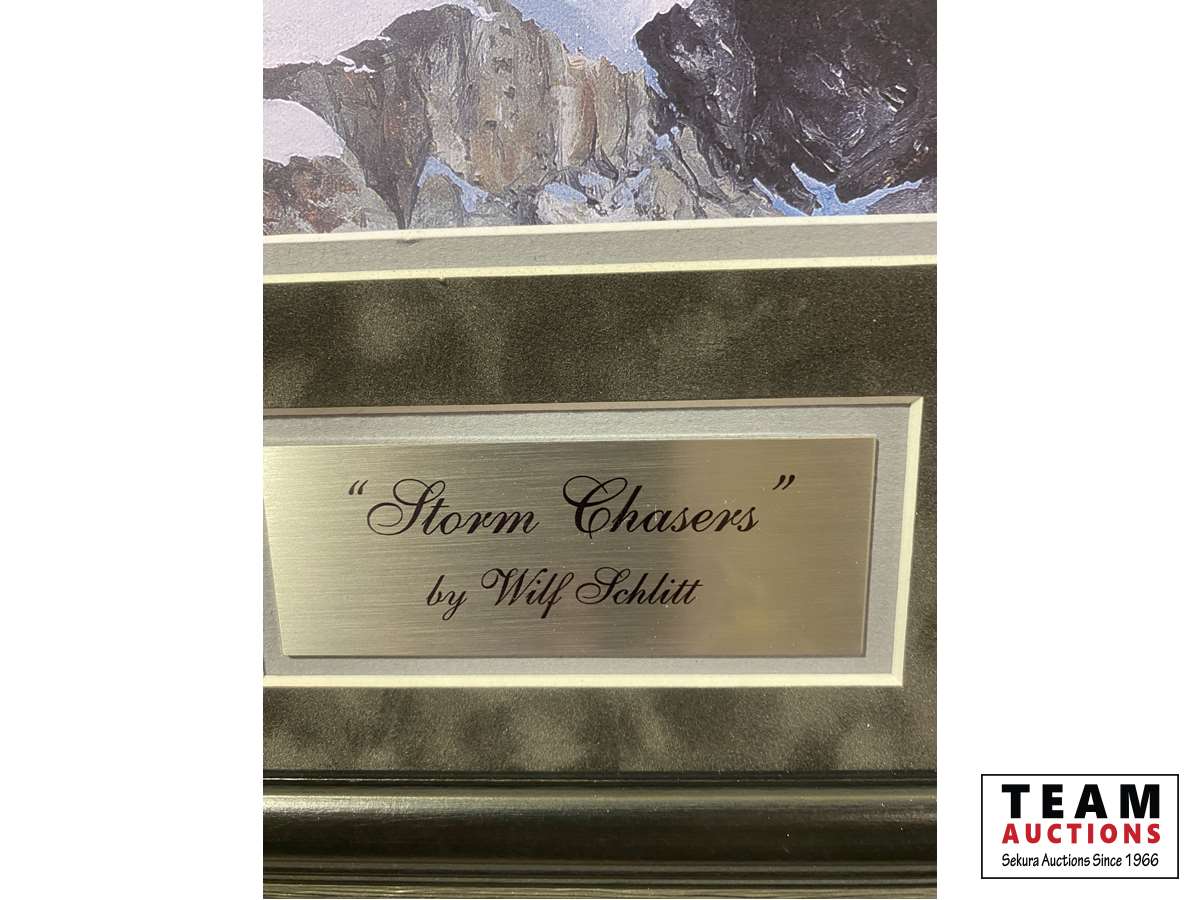 “Storm Chasers”
by Wilf Schlitt
TEAM
AUCTIONS
Sekura Auctions Since 1966